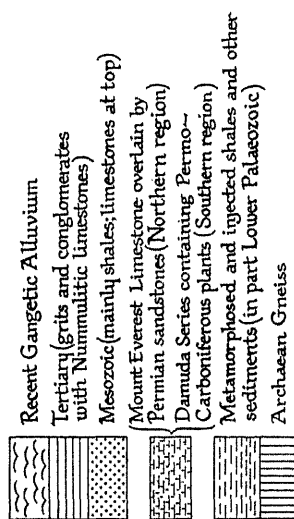 Recent Gangetic Alluvium
Tertiary (grits and conglomerates
with Nummulitic limestones)
Mesozoic (mainly shales; limestones at top)
Mount Everest Limestone overlain by
Permian sandstones (Northern region)
Damuda Series containing Permo~
Carboniferous plants (Southern region)
Metamorphosed and injected shales and other
sediments (in part Lower Palaeozoic)
Archaean Gneiss